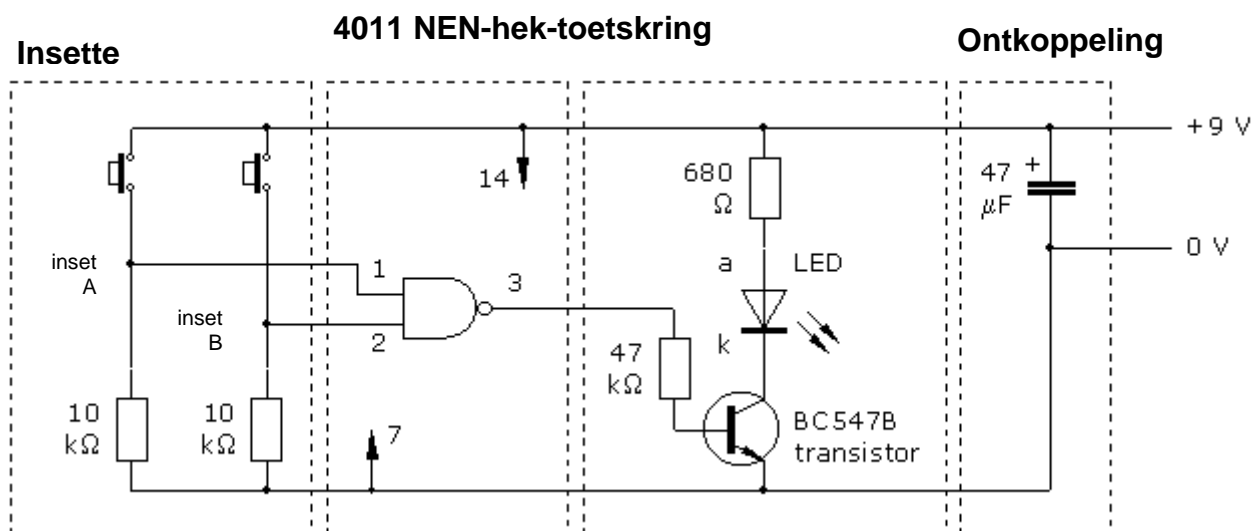 4011 NEN-hek-toetskring
Insette
Ontkoppeling
+9 V
14
680
Ω
47
+
μF
0 V
inset
A
1
3
a
LED
inset
B
2
k
47
kΩ
10
kΩ
10
kΩ
7
BC547B
transistor